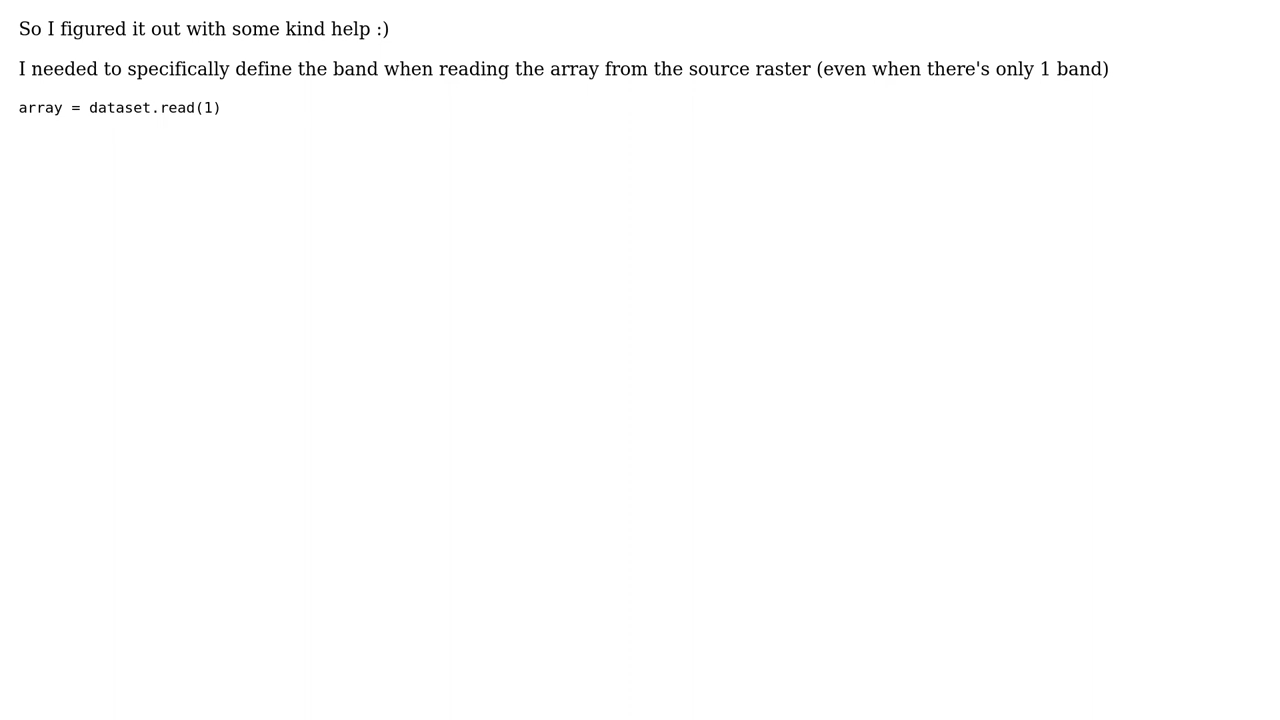 So I figured it out with some kind help :)
I needed to specifically define the band when reading the array from the source raster (even when there's only 1 band)
array = dataset.read(1)